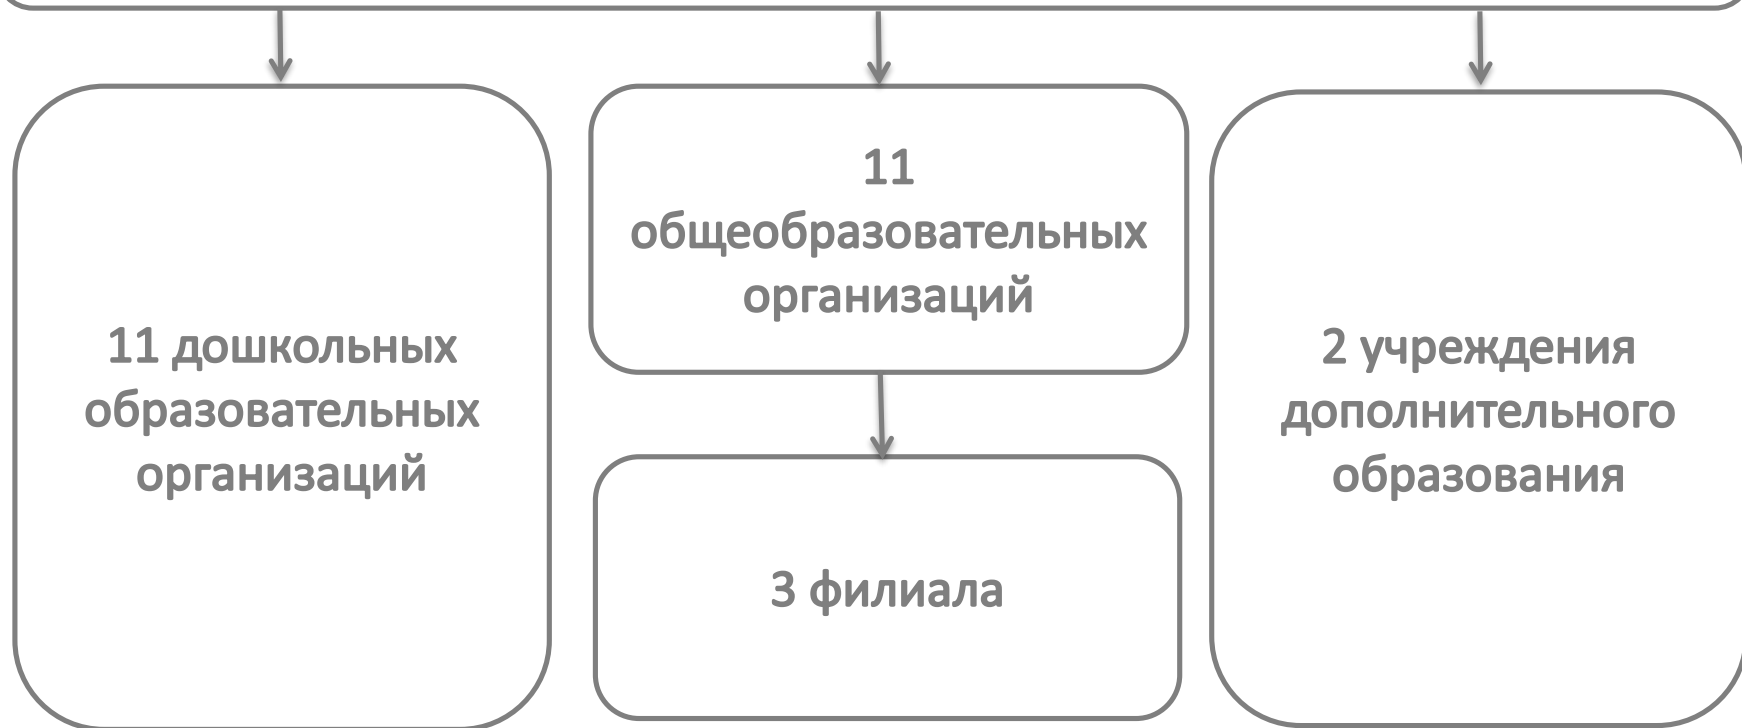 11 дошкольных
образовательных
организаций
11
общеобразовательных
организаций
3 филиала
2 учреждения
дополнительного
образования